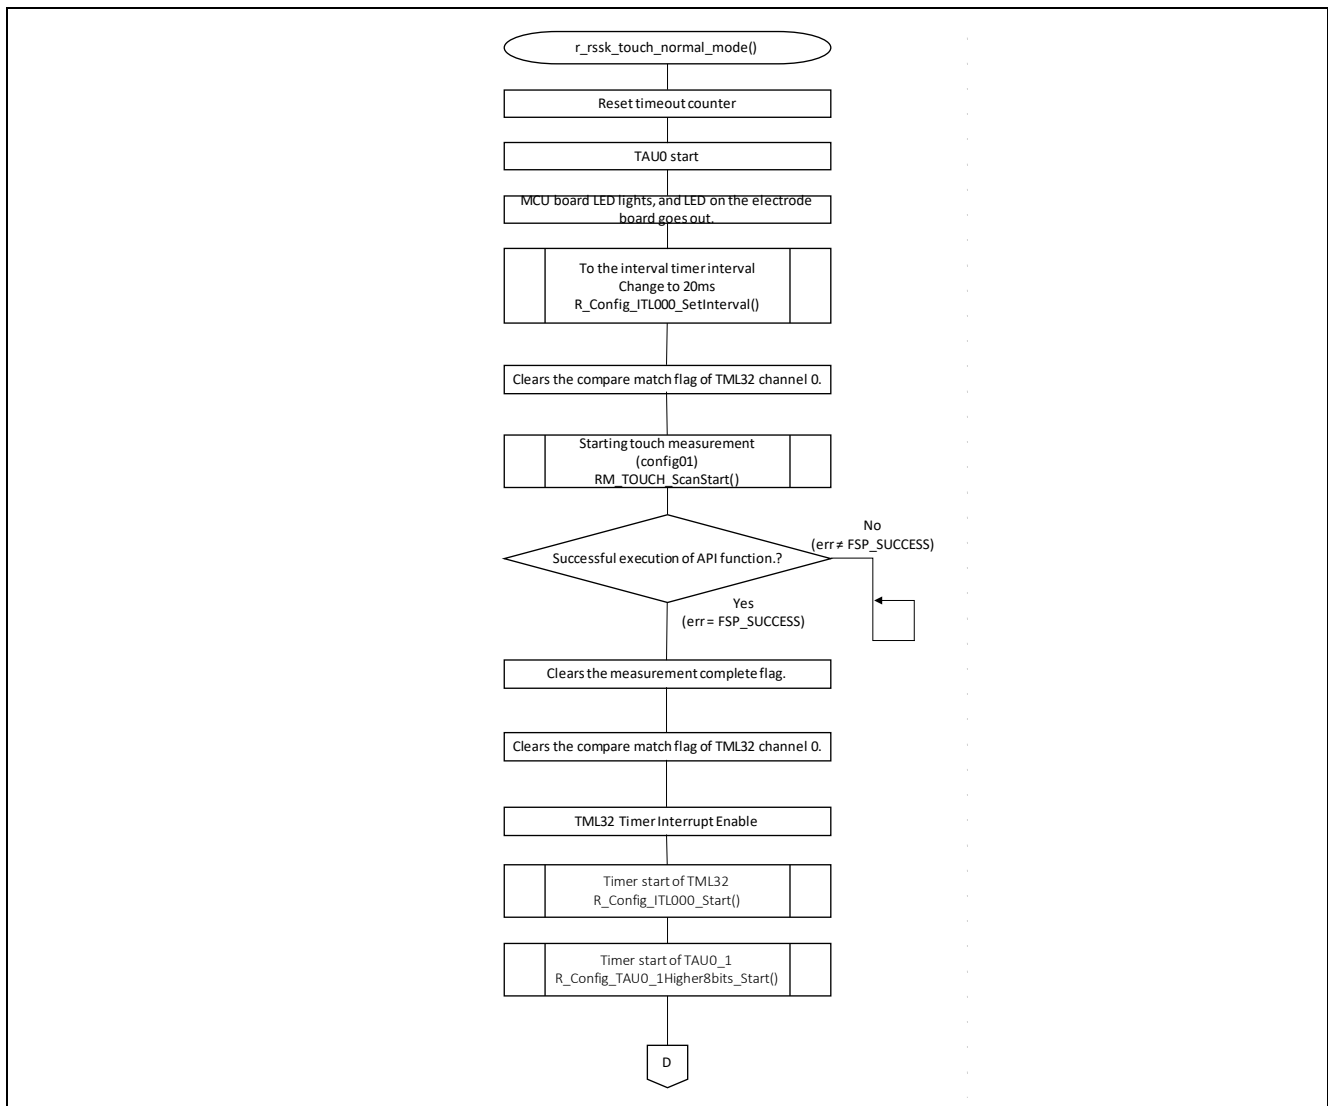 r_rssk_touch_normal_mode()
Reset timeout counter
TAU0 start
MCU board LED lights, and LED on the electrode
board goes out.
To the interval timer interval
Change to 20ms
R_Config_ITL000_SetInterval()
Clears the compare match flag of TML32 channel 0.
Starting touch measurement
(config01)
RM_TOUCH_ScanStart()
Successful execution of API function.?
No
(err ≠ FSP_SUCCESS)
Yes
(err = FSP_SUCCESS)
Clears the measurement complete flag.
Clears the compare match flag of TML32 channel 0.
TML32 Timer Interrupt Enable
Timer start of TML32
R_Config_ITL000_Start()
Timer start of TAU0_1
R_Config_TAU0_1Higher8bits_Start()
D